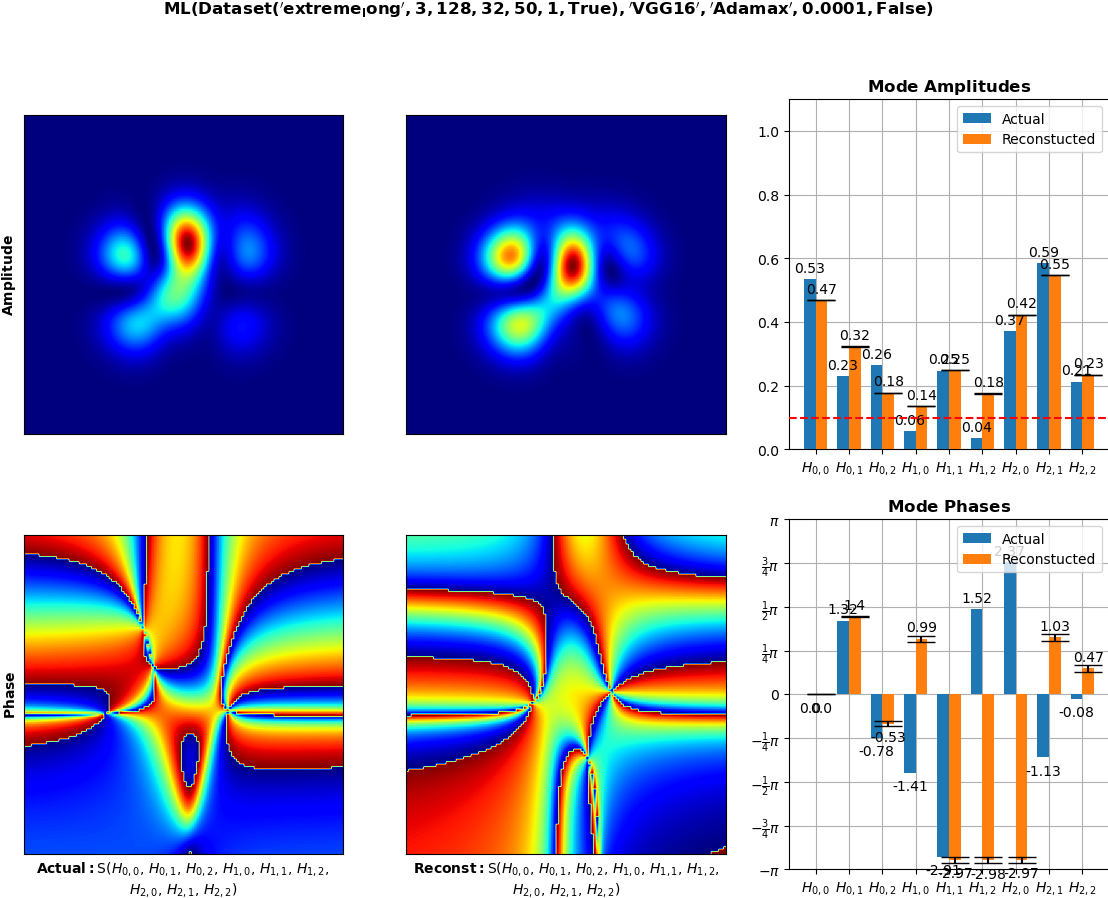 ML(Dataset('extreme_long', 3, 128, 32, 50, 1, True), 'VGG16', 'Adamax', 0.0001, False)
Amplitude
Mode Amplitudes
Actual
Reconstucted
1.0
0.8
0.6
0.4
0.2
0.0
0.53
0.47
0.23
0.32
0.26
0.18
0.06
0.14
0.25
0.25
0.04
0.18
0.37
0.42
0.59
0.55
0.21
0.23
H0,0 H0,1 H0,2 H1,0 H1,1 H1,2 H2,0 H2,1 H2,2
Phase
Actual: S(H0,0, H0,1, H0,2, H1,0, H1,1, H1,2,
H2,0, H2,1, H2,2)
Reconst: S(H0,0, H0,1, H0,2, H1,0, H1,1, H1,2,
H2,0, H2,1, H2,2)
Mode Phases
Actual
Reconstucted
π
3/4π
1/2π
1/4π
0
−1/4π
−1/2π
−3/4π
−π
0.0
0.0
1.32
1.4
-0.78
-0.53
-1.41
0.99
-2.91
-2.97
1.52
-2.98
2.37
-2.97
-1.13
1.03
-0.08
0.47
H0,0 H0,1 H0,2 H1,0 H1,1 H1,2 H2,0 H2,1 H2,2